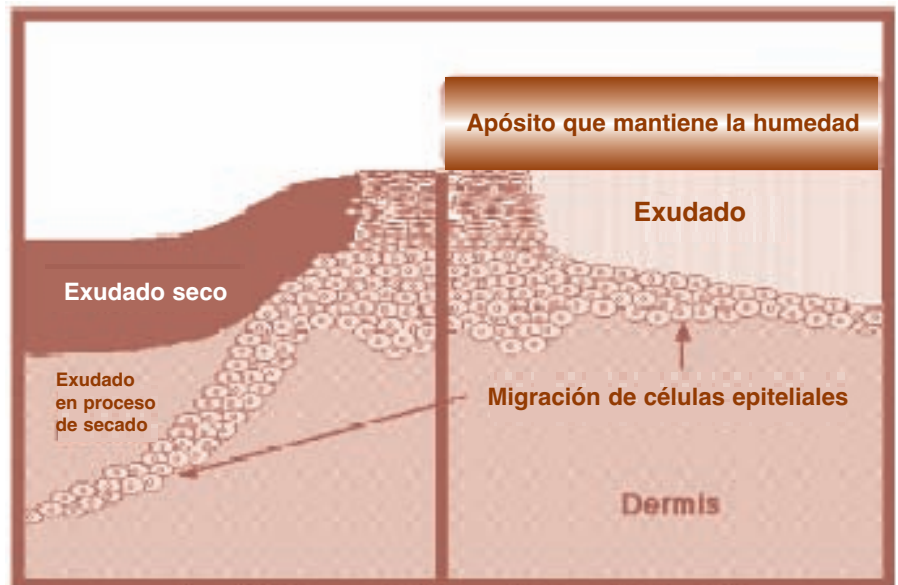 Apósito que mantiene la humedad
Exudado
Exudado seco
Exudado
en proceso
de secado
Migración de células epiteliales
Dermis